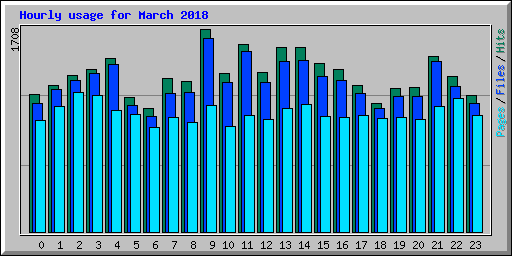 Hourly usage for March 2018
1708
Pages/Files/Hits
0 1 2 3 4 5 6 7 8 9 10 11 12 13 14 15 16 17 18 19 20 21 22 23